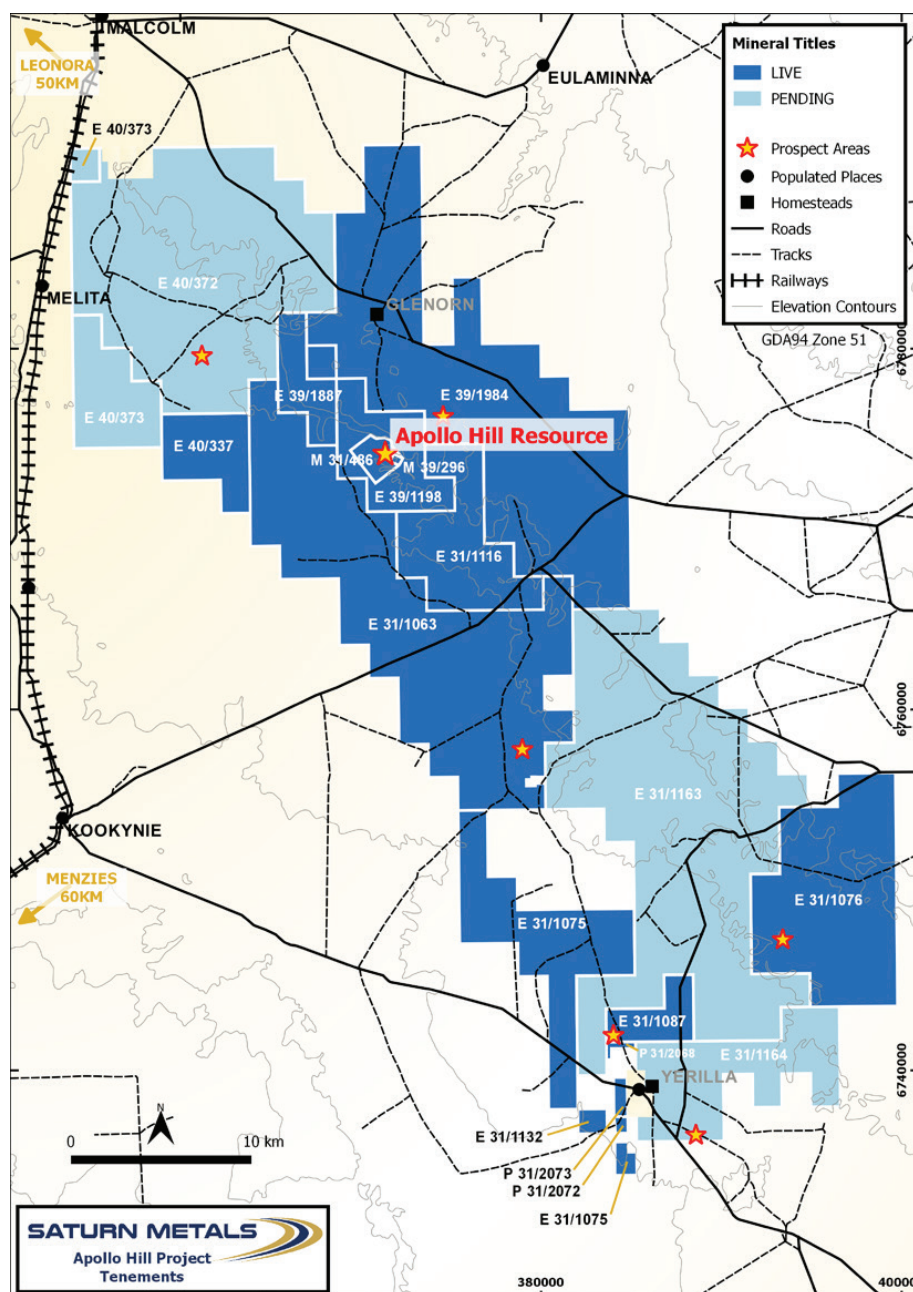 MALCOLM
LEONORA
50KM
EULAMINNA
Mineral Titles
LIVE
PENDING
Prospect Areas
Populated Places
Homesteads
Roads
Tracks
Railways
Elevation Contours
GDA94 Zone 51
E 40/373
E 40/372
MELITA
GLENORN
6780000
E 40/373
E 39/1887
E 39/1984
E 40/337
Apollo Hill Resource
M 31/486
M 39/296
E 39/1198
E 31/1116
E 31/1063
6760000
E 31/1163
KOOKYNIE
MENZIES
60KM
E 31/1076
E 31/1075
E 31/1087
P 31/2068
E 31/1164
YERILLA
6740000
E 31/1132
P 31/2073
P 31/2072
E 31/1075
N
0
10 km
SATURN METALS
Apollo Hill Project
Tenements
380000
40000